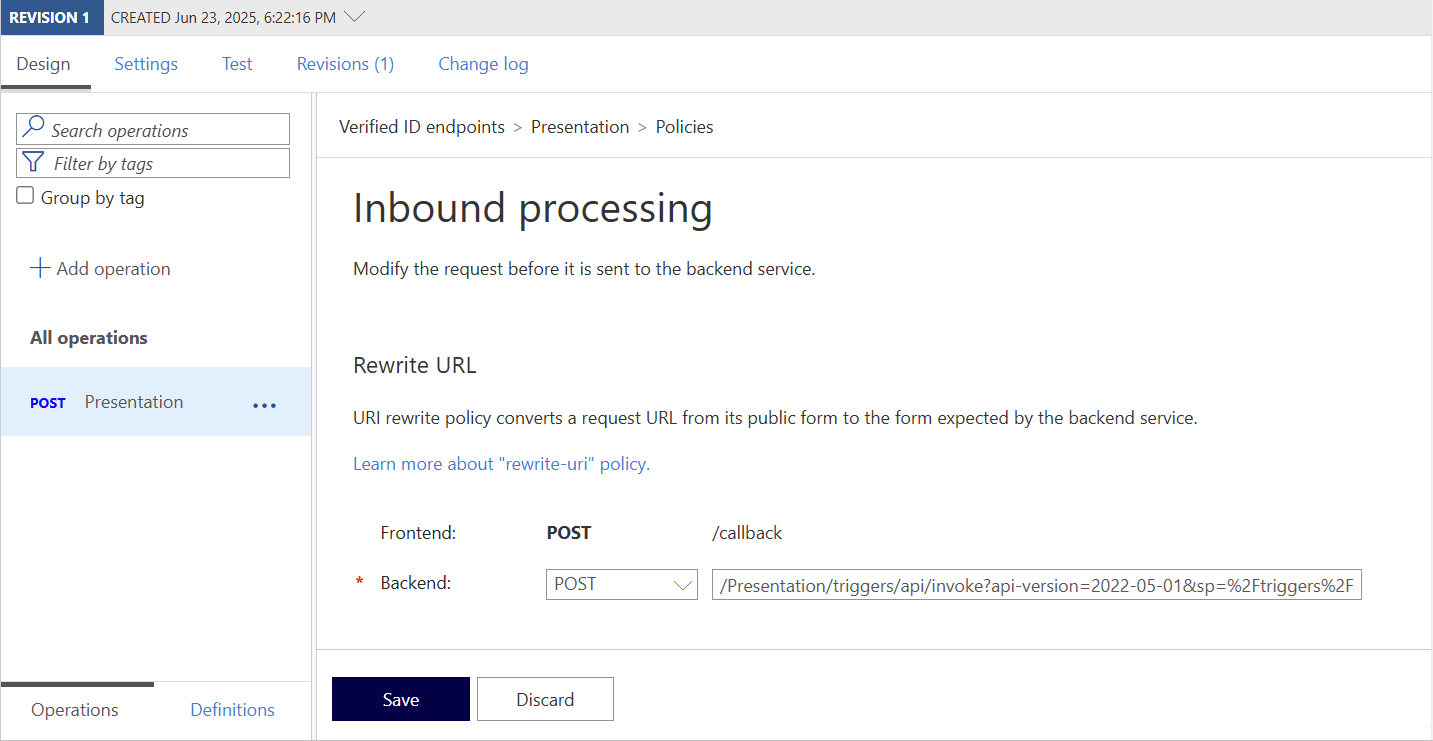 REVISION 1 CREATED Jun 23, 2025, 6:22:16 PM
Design Settings Test Revisions (1) Change log
Search operations
Filter by tags
Group by tag
Add operation
All operations
POST Presentation ...
Operations Definitions
Verified ID endpoints > Presentation > Policies
Inbound processing
Modify the request before it is sent to the backend service.
Rewrite URL
URI rewrite policy converts a request URL from its public form to the form expected by the backend service.
Learn more about "rewrite-uri" policy.
Frontend: POST /callback
* Backend: POST /Presentation/triggers/api/invoke?api-version=2022-05-01&sp=%2Ftriggers%2F
Save Discard